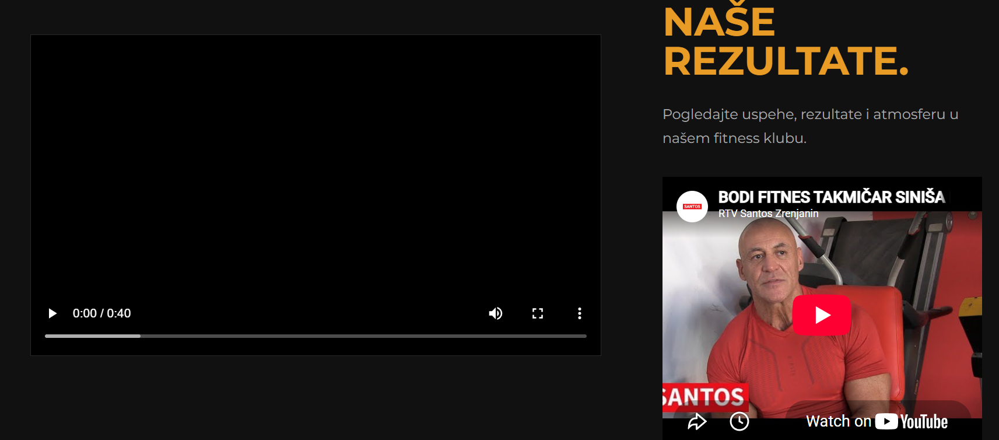 NAŠE
REZULTATE.
Pogledajte uspehe, rezultate i atmosferu u
našem fitness klubu.
0:00 / 0:40
SANTOS
BODI FITNES TAKMIČAR SINIŠA
RTV Santos Zrenjanin
SANTOS
Watch on YouTube